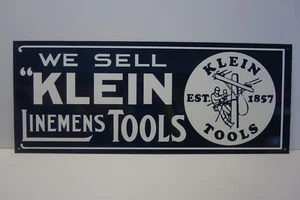 WE SELL
"KLEIN
LINEMENS TOOLS
KLEIN
EST. 1857
TOOLS